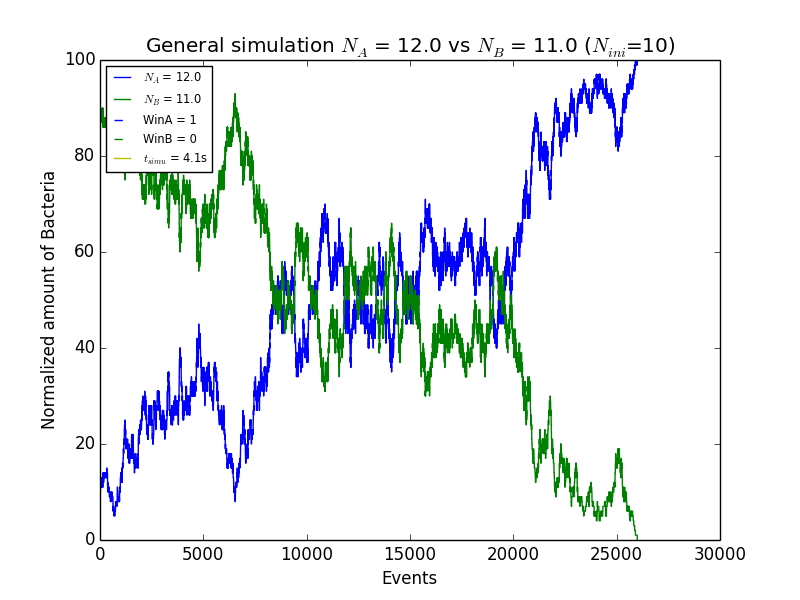 General simulation N_A = 12.0 vs N_B = 11.0 (N_ini=10)
100
80
60
40
20
0
Normalized amount of Bacteria
N_A = 12.0
N_B = 11.0
WinA = 1
WinB = 0
t_simu = 4.1s
0 5000 10000 15000 20000 25000 30000
Events